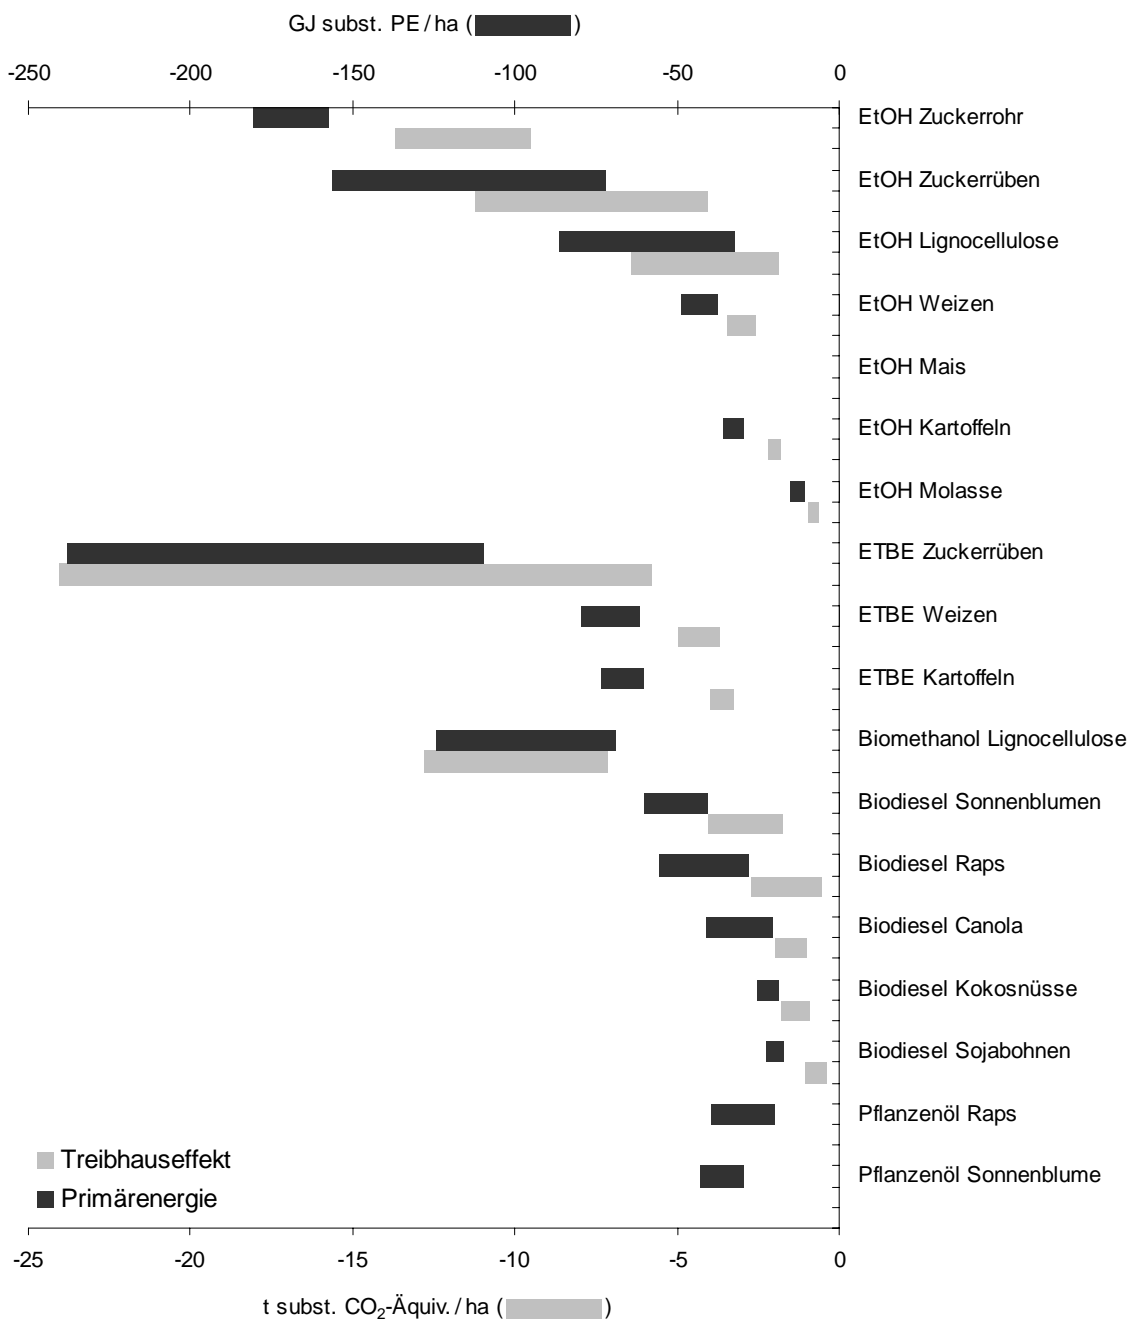 GJ subst. PE/ha ( )
-250 -200 -150 -100 -50 0
EtOH Zuckerrohr
EtOH Zuckerrüben
EtOH Lignocellulose
EtOH Weizen
EtOH Mais
EtOH Kartoffeln
EtOH Molasse
ETBE Zuckerrüben
ETBE Weizen
ETBE Kartoffeln
Biomethanol Lignocellulose
Biodiesel Sonnenblumen
Biodiesel Raps
Biodiesel Canola
Biodiesel Kokosnüsse
Biodiesel Sojabohnen
Pflanzenöl Raps
Pflanzenöl Sonnenblume
Treibhauseffekt
Primärenergie
-25 -20 -15 -10 -5 0
t subst. CO₂-Äquiv./ha ( )